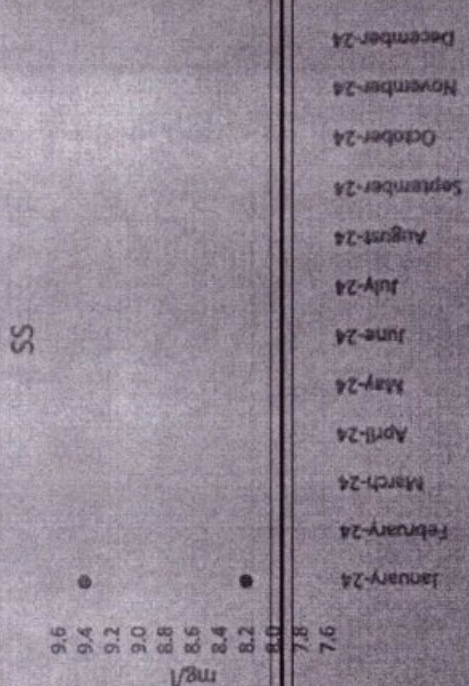 SS
mg/l
9.6
9.4
9.2
9.0
8.8
8.6
8.4
8.2
8.0
7.8
7.6
January-24
February-24
March-24
April-24
May-24
June-24
July-24
August-24
September-24
October-24
November-24
December-24